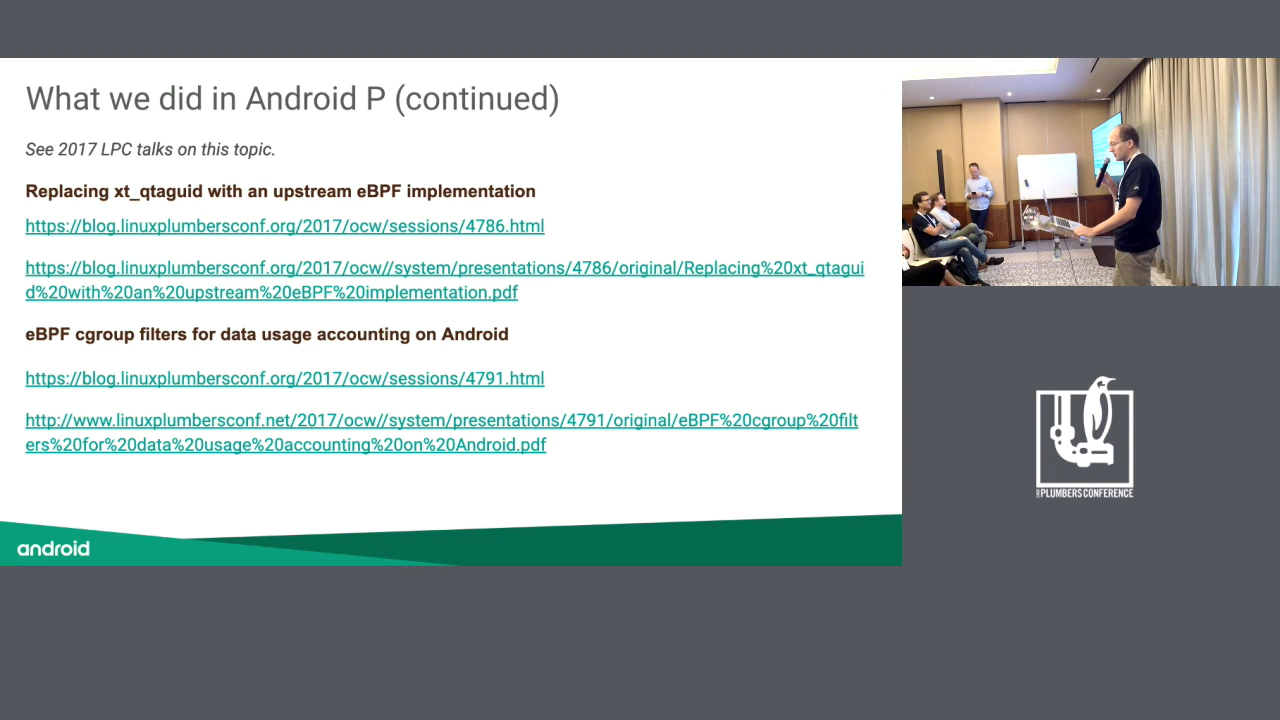 What we did in Android P (continued)
See 2017 LPC talks on this topic.
Replacing xt_qtaguid with an upstream eBPF implementation
https://blog.linuxplumbersconf.org/2017/ocw/sessions/4786.html
https://blog.linuxplumbersconf.org/2017/ocw//system/presentations/4786/original/Replacing%20xt_qtagui
d%20with%20an%20upstream%20eBPF%20implementation.pdf
eBPF cgroup filters for data usage accounting on Android
https://blog.linuxplumbersconf.org/2017/ocw/sessions/4791.html
http://www.linuxplumbersconf.net/2017/ocw//system/presentations/4791/original/eBPF%20cgroup%20filt
ers%20for%20data%20usage%20accounting%20on%20Android.pdf
android
PLUMBERS CONFERENCE